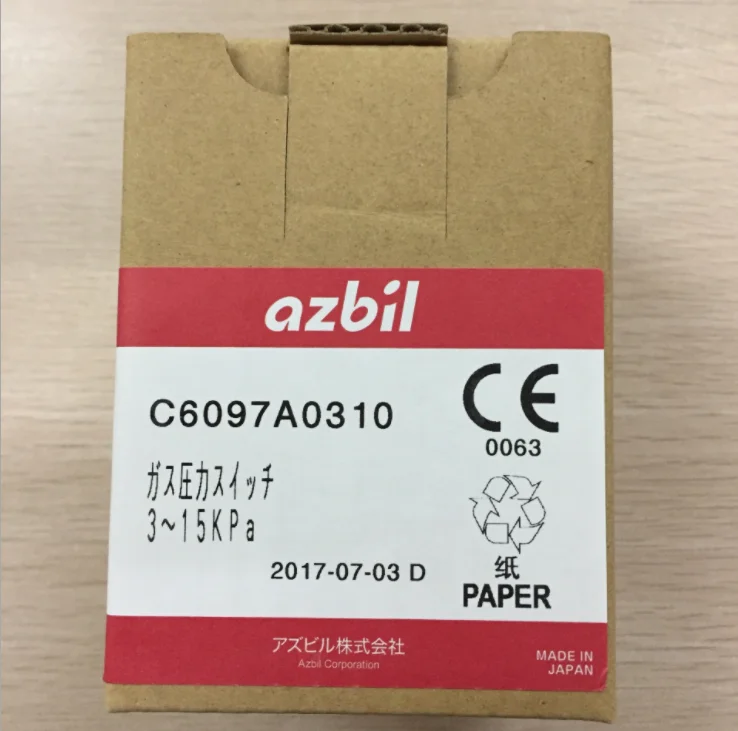 azbil
C6097A0310
CE
0063
ガス圧力スイッチ
3～15KPa
2017-07-03 D
纸
PAPER
アズビル株式会社
Azbil Corporation
MADE IN
JAPAN